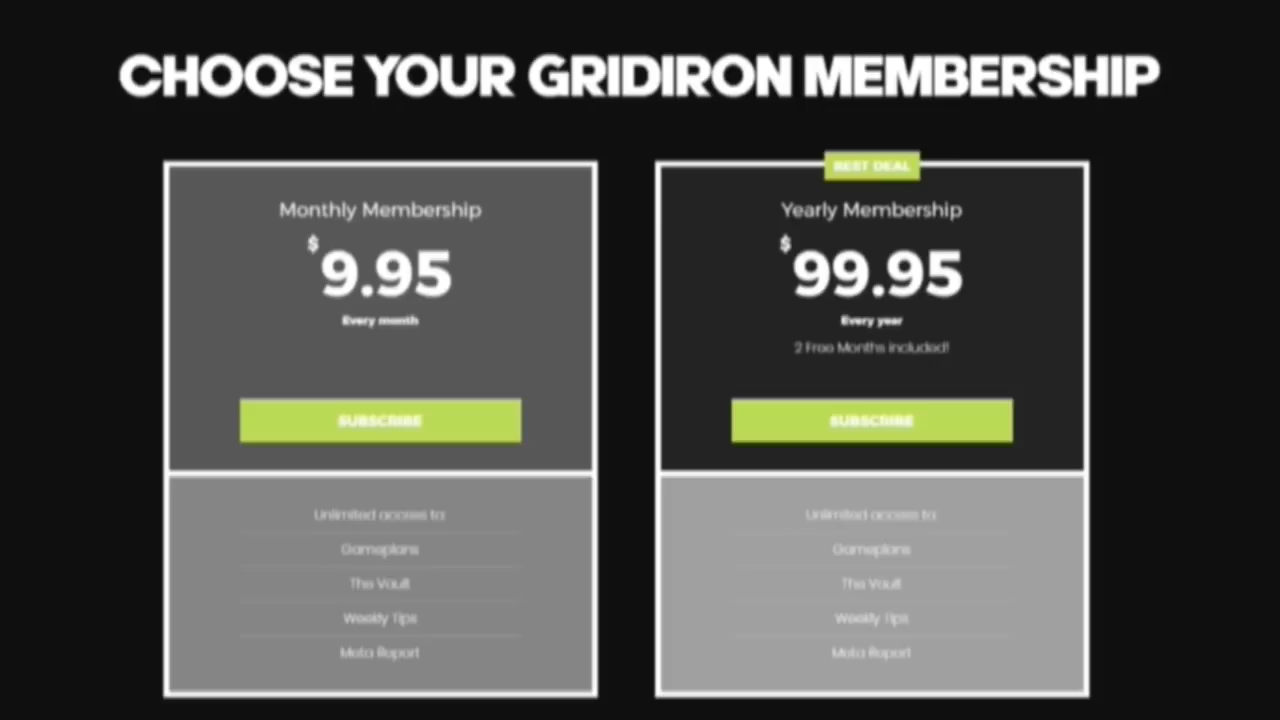 CHOOSE YOUR GRIDIRON MEMBERSHIP
Monthly Membership
$9.95
Every month
SUBSCRIBE
Unlimited access to:
Gameplans
The Vault
Weekly Tips
Meta Report
BEST DEAL
Yearly Membership
$99.95
Every year
2 Free Months included!
SUBSCRIBE
Unlimited access to:
Gameplans
The Vault
Weekly Tips
Meta Report